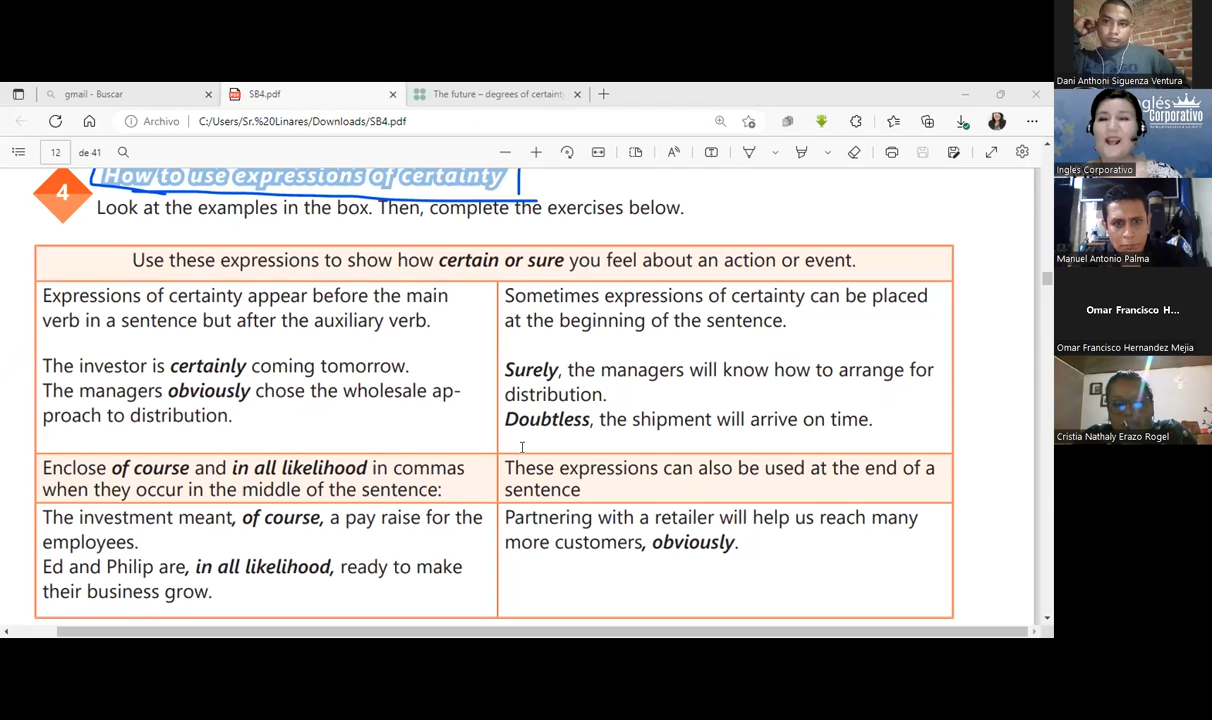 gmail - Buscar
SB4.pdf
The future – degrees of certaint
Archivo
C:/Users/Sr.%20Linares/Downloads/SB4.pdf
12
de 41
4
How to use expressions of certainty
Look at the examples in the box. Then, complete the exercises below.
Use these expressions to show how certain or sure you feel about an action or event.
Expressions of certainty appear before the main
verb in a sentence but after the auxiliary verb.
The investor is certainly coming tomorrow.
The managers obviously chose the wholesale ap-
proach to distribution.
Sometimes expressions of certainty can be placed
at the beginning of the sentence.
Surely, the managers will know how to arrange for
distribution.
Doubtless, the shipment will arrive on time.
Enclose of course and in all likelihood in commas
when they occur in the middle of the sentence:
These expressions can also be used at the end of a
sentence
The investment meant, of course, a pay raise for the
employees.
Ed and Philip are, in all likelihood, ready to make
their business grow.
Partnering with a retailer will help us reach many
more customers, obviously.
Dani Anthoni Siguenza Ventura
Inglés
Corporativo
Ingles Corporativo
Manuel Antonio Palma
Omar Francisco H...
Omar Francisco Hernandez Mejia
Cristia Nathaly Erazo Rogel